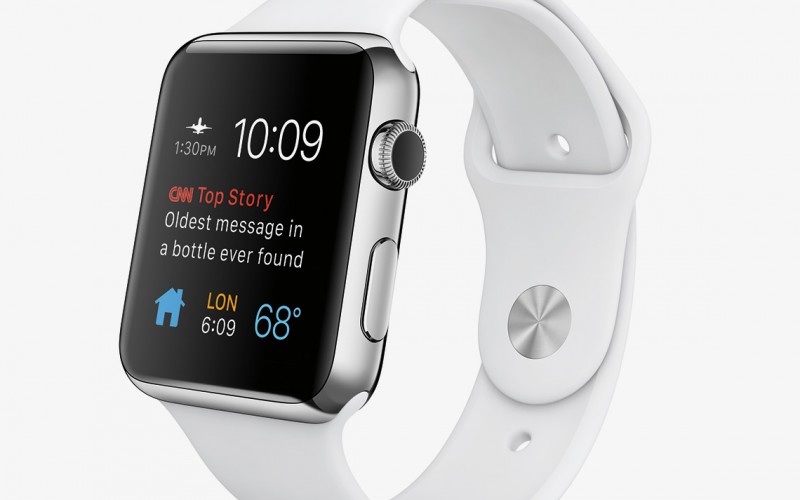 10:09
1:30PM
CNN Top Story
Oldest message in
a bottle ever found
LON
6:09
68°